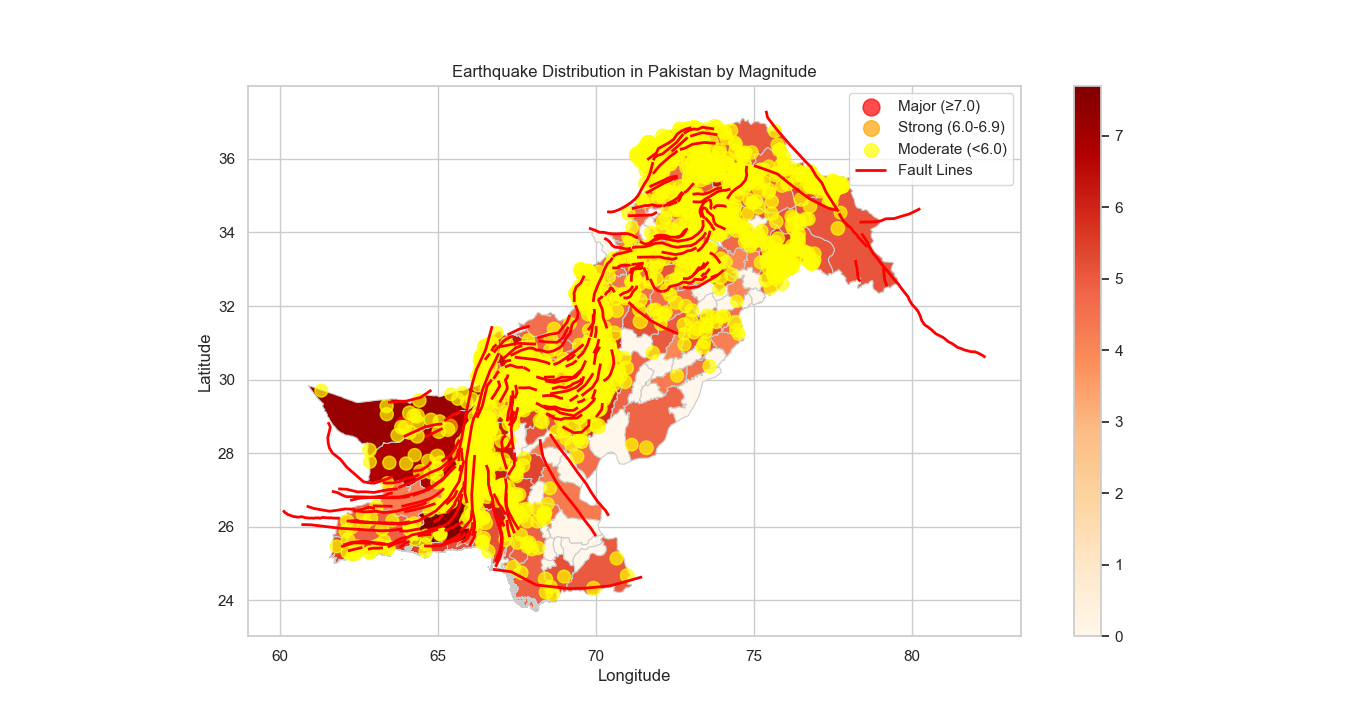 Earthquake Distribution in Pakistan by Magnitude
Major (≥7.0)
Strong (6.0-6.9)
Moderate (<6.0)
Fault Lines
Latitude
36
34
32
30
28
26
24
60
65
70
75
80
Longitude
7
6
5
4
3
2
1
0